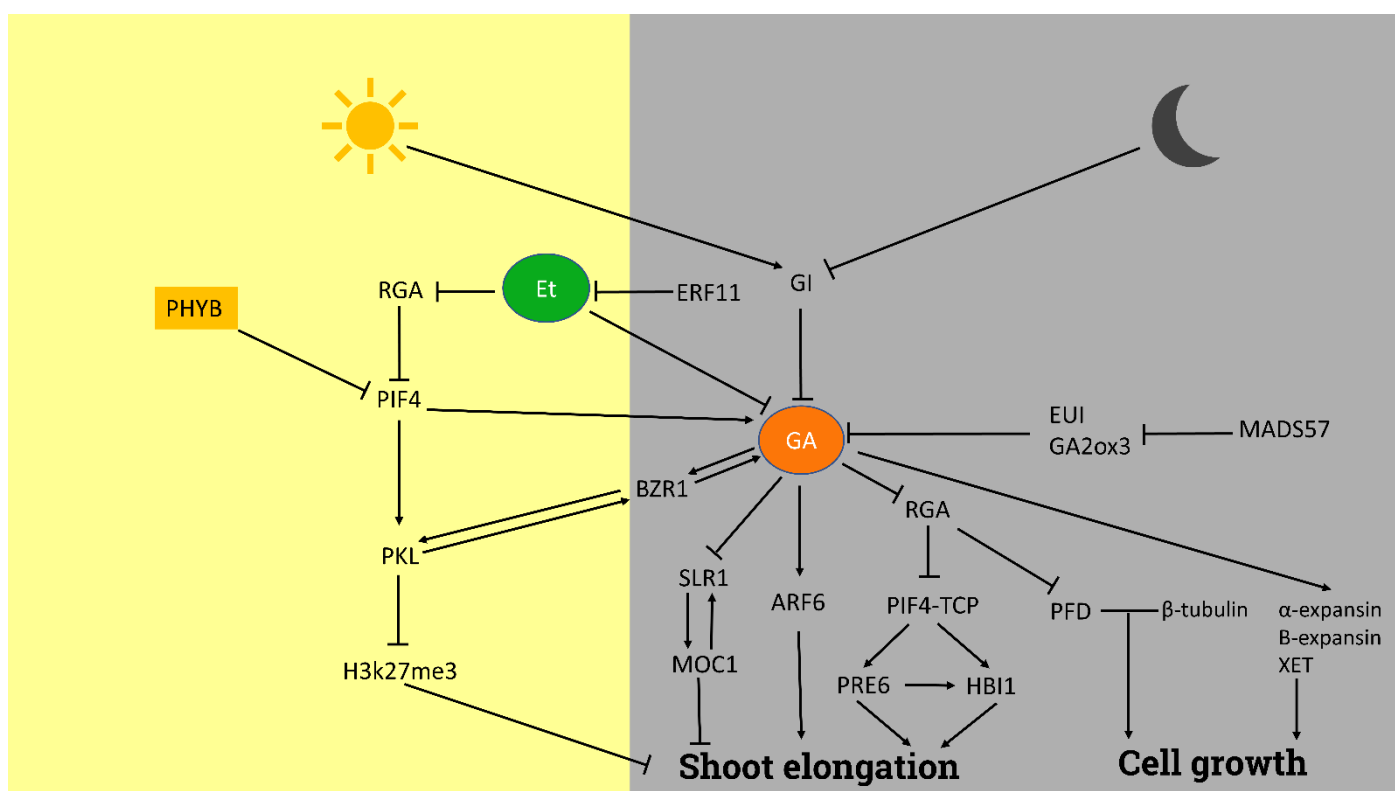 GI
RGA
Et
ERF11
PHYB
PIF4
EUI
GA2ox3
MADS57
GA
BZR1
RGA
PKL
SLR1
ARF6
PIF4-TCP
PFD
β-tubulin
α-expansin
B-expansin
XET
H3k27me3
MOC1
PRE6
HBI1
Shoot elongation
Cell growth